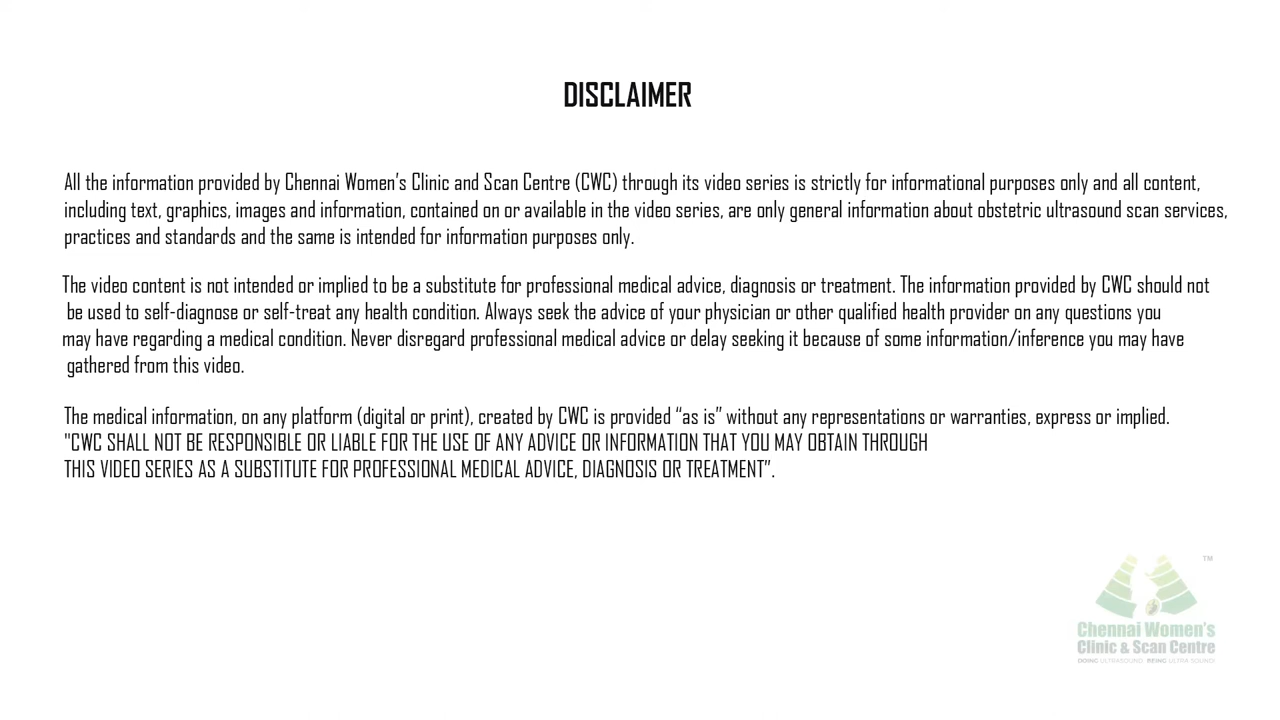 DISCLAIMER
All the information provided by Chennai Women's Clinic and Scan Centre (CWC) through its video series is strictly for informational purposes only and all content,
including text, graphics, images and information, contained on or available in the video series, are only general information about obstetric ultrasound scan services,
practices and standards and the same is intended for information purposes only.
The video content is not intended or implied to be a substitute for professional medical advice, diagnosis or treatment. The information provided by CWC should not
be used to self-diagnose or self-treat any health condition. Always seek the advice of your physician or other qualified health provider on any questions you
may have regarding a medical condition. Never disregard professional medical advice or delay seeking it because of some information/inference you may have
gathered from this video.
The medical information, on any platform (digital or print), created by CWC is provided “as is” without any representations or warranties, express or implied.
"CWC SHALL NOT BE RESPONSIBLE OR LIABLE FOR THE USE OF ANY ADVICE OR INFORMATION THAT YOU MAY OBTAIN THROUGH
THIS VIDEO SERIES AS A SUBSTITUTE FOR PROFESSIONAL MEDICAL ADVICE, DIAGNOSIS OR TREATMENT”.
TM
Chennai Women's
Clinic & Scan Centre
DOING ULTRASOUND BEING ULTRA SOUND!